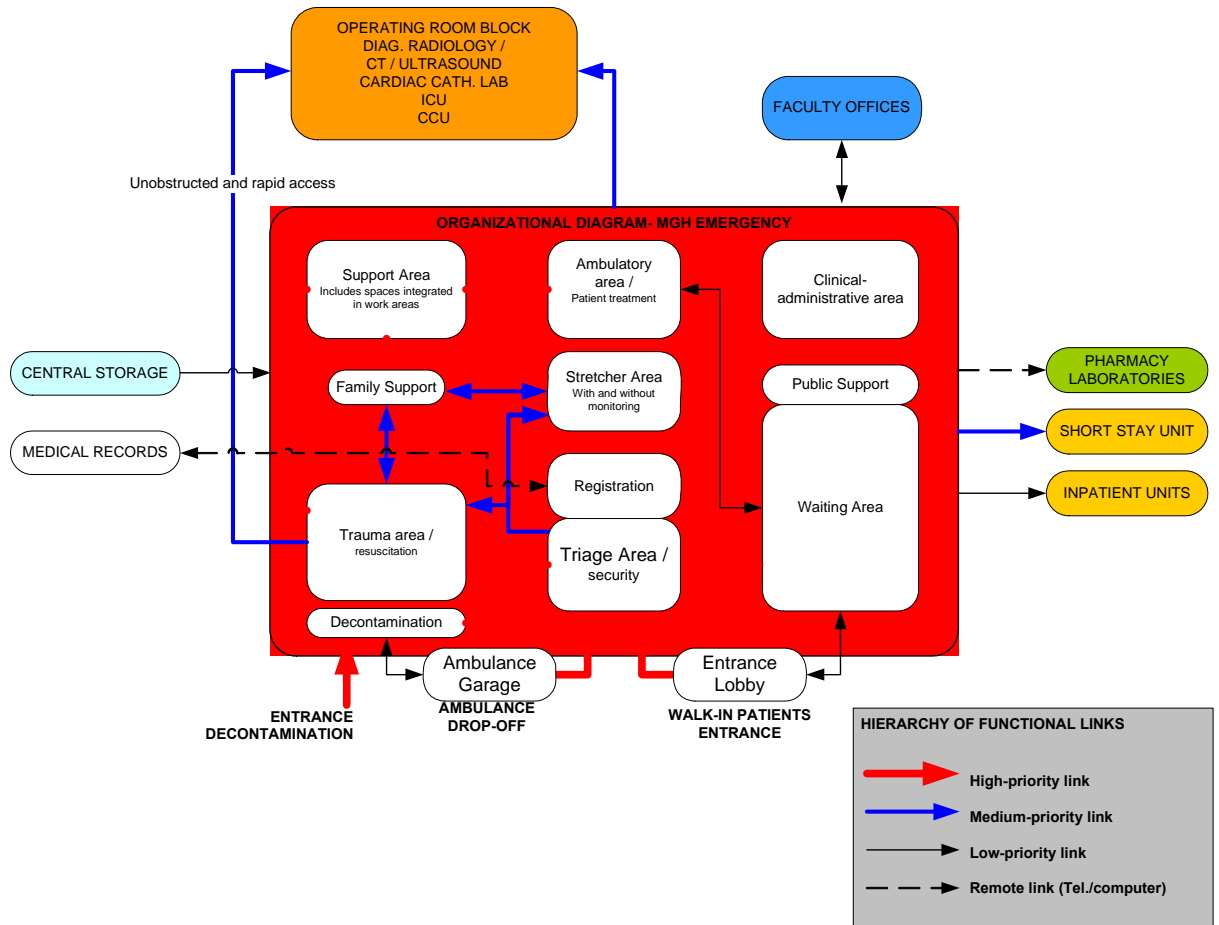 OPERATING ROOM BLOCK
DIAG. RADIOLOGY /
CT / ULTRASOUND
CARDIAC CATH. LAB
ICU
CCU
FACULTY OFFICES
Unobstructed and rapid access
ORGANIZATIONAL DIAGRAM- MGH EMERGENCY
Support Area
Includes spaces integrated
in work areas
Ambulatory
area /
Patient treatment
Clinical-
administrative area
CENTRAL STORAGE
Family Support
Stretcher Area
With and without
monitoring
Public Support
PHARMACY
LABORATORIES
MEDICAL RECORDS
SHORT STAY UNIT
Registration
Waiting Area
INPATIENT UNITS
Trauma area /
resuscitation
Triage Area /
security
Decontamination
Ambulance
Garage
Entrance
Lobby
ENTRANCE
DECONTAMINATION
AMBULANCE
DROP-OFF
WALK-IN PATIENTS
ENTRANCE
HIERARCHY OF FUNCTIONAL LINKS
High-priority link
Medium-priority link
Low-priority link
Remote link (Tel./computer)